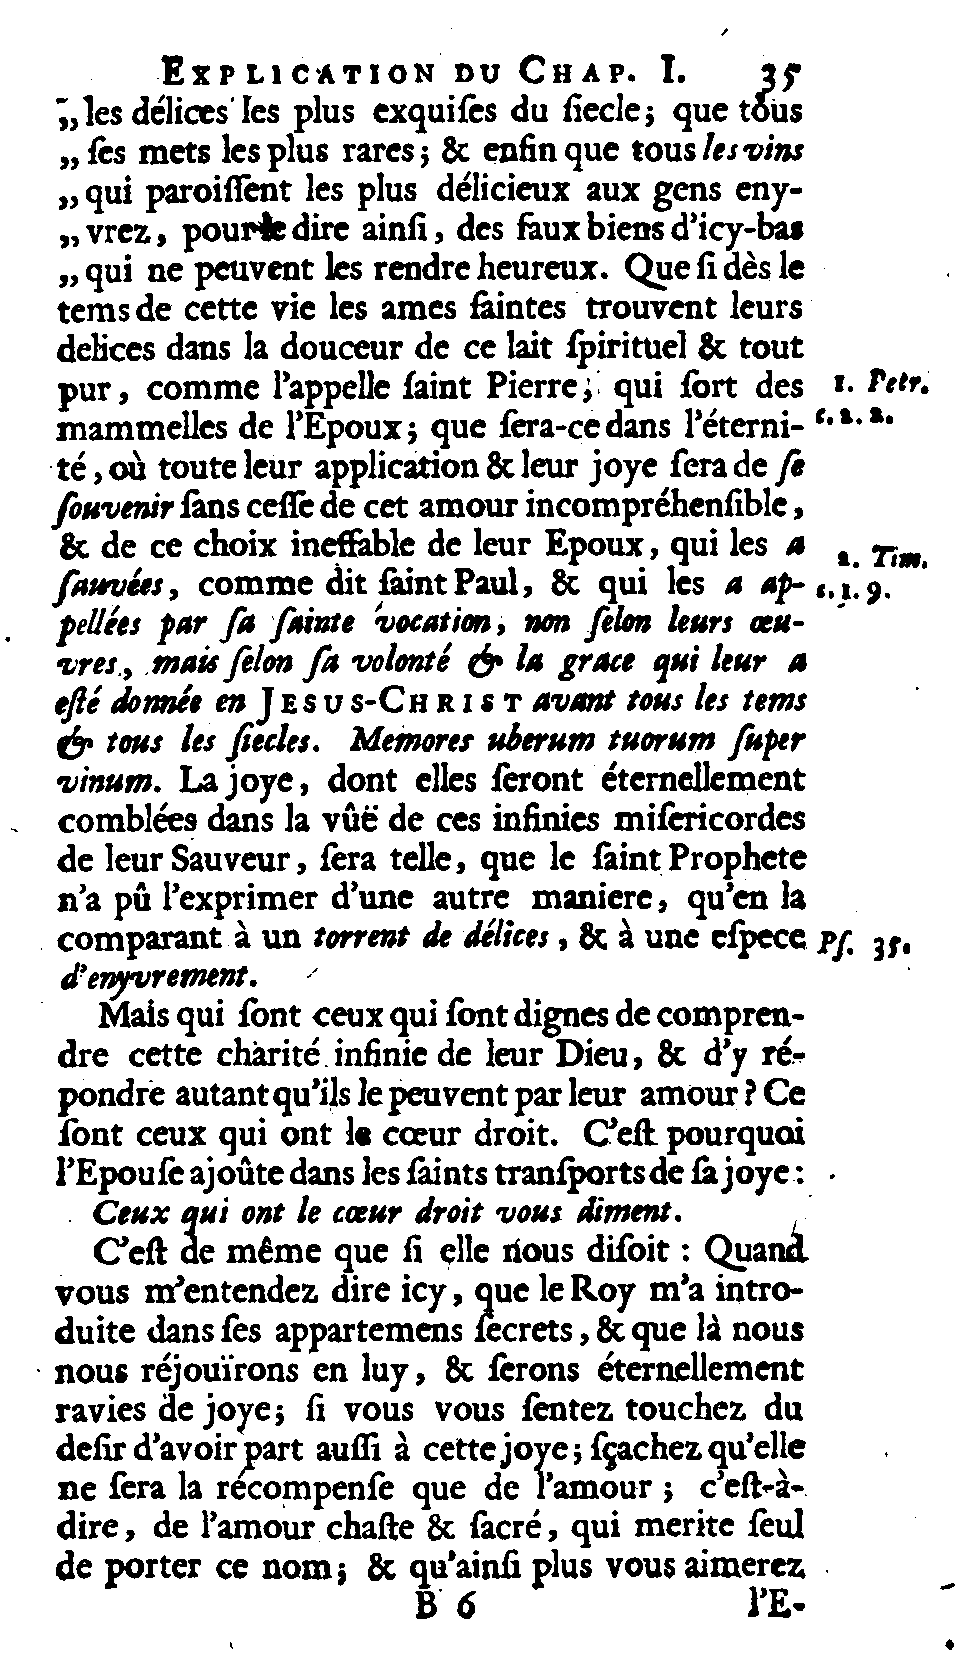 EXPLICATION DU CHAP. I. 35
„ les délices les plus exquiſes du ſiecle; que tous
„ ſes mets les plus rares; & enfin que tous les vins
„ qui paroiſſent les plus délicieux aux gens eny-
„ vrez, pour le dire ainſi, des faux biens d'icy-bas
„ qui ne peuvent les rendre heureux. Que ſi dès le
tems de cette vie les ames ſaintes trouvent leurs
delices dans la douceur de ce lait ſpirituel & tout
pur, comme l'appelle ſaint Pierre, qui ſort des 1. Petr.
mammelles de l'Epoux; que ſera-ce dans l'éterni- c. 2. 2.
té, où toute leur application & leur joye ſera de ſe
ſouvenir ſans ceſſe de cet amour incompréhenſible,
& de ce choix ineffable de leur Epoux, qui les a 2. Tim.
ſauvées, comme dit ſaint Paul, & qui les a ap- c. 1. 9.
pellées par ſa ſainte vocation, non ſelon leurs œu-
vres, mais ſelon ſa volonté & la grace qui leur a
eſté donnée en JESUS-CHRIST avant tous les tems
& tous les ſiecles. Memores uberum tuorum ſuper
vinum. La joye, dont elles ſeront éternellement
comblées dans la vûë de ces infinies miſericordes
de leur Sauveur, ſera telle, que le ſaint Prophete
n'a pû l'exprimer d'une autre maniere, qu'en la
comparant à un torrent de délices, & à une eſpece Pſ. 35.
d'enyvrement.
Mais qui ſont ceux qui ſont dignes de compren-
dre cette charité infinie de leur Dieu, & d'y ré-
pondre autant qu'ils le peuvent par leur amour? Ce
ſont ceux qui ont le cœur droit. C'eſt pourquoi
l'Epouſe ajoûte dans les ſaints tranſports de ſa joye:
Ceux qui ont le cœur droit vous aiment.
C'eſt de même que ſi elle nous diſoit : Quand
vous m'entendez dire icy, que le Roy m'a intro-
duite dans ſes appartemens ſecrets, & que là nous
nous réjouïrons en luy, & ſerons éternellement
ravies de joye; ſi vous vous ſentez touchez du
deſir d'avoir part auſſi à cette joye; ſçachez qu'elle
ne ſera la récompenſe que de l'amour; c'eſt-à-
dire, de l'amour chaſte & ſacré, qui merite ſeul
de porter ce nom; & qu'ainſi plus vous aimerez
B 6 l'E-